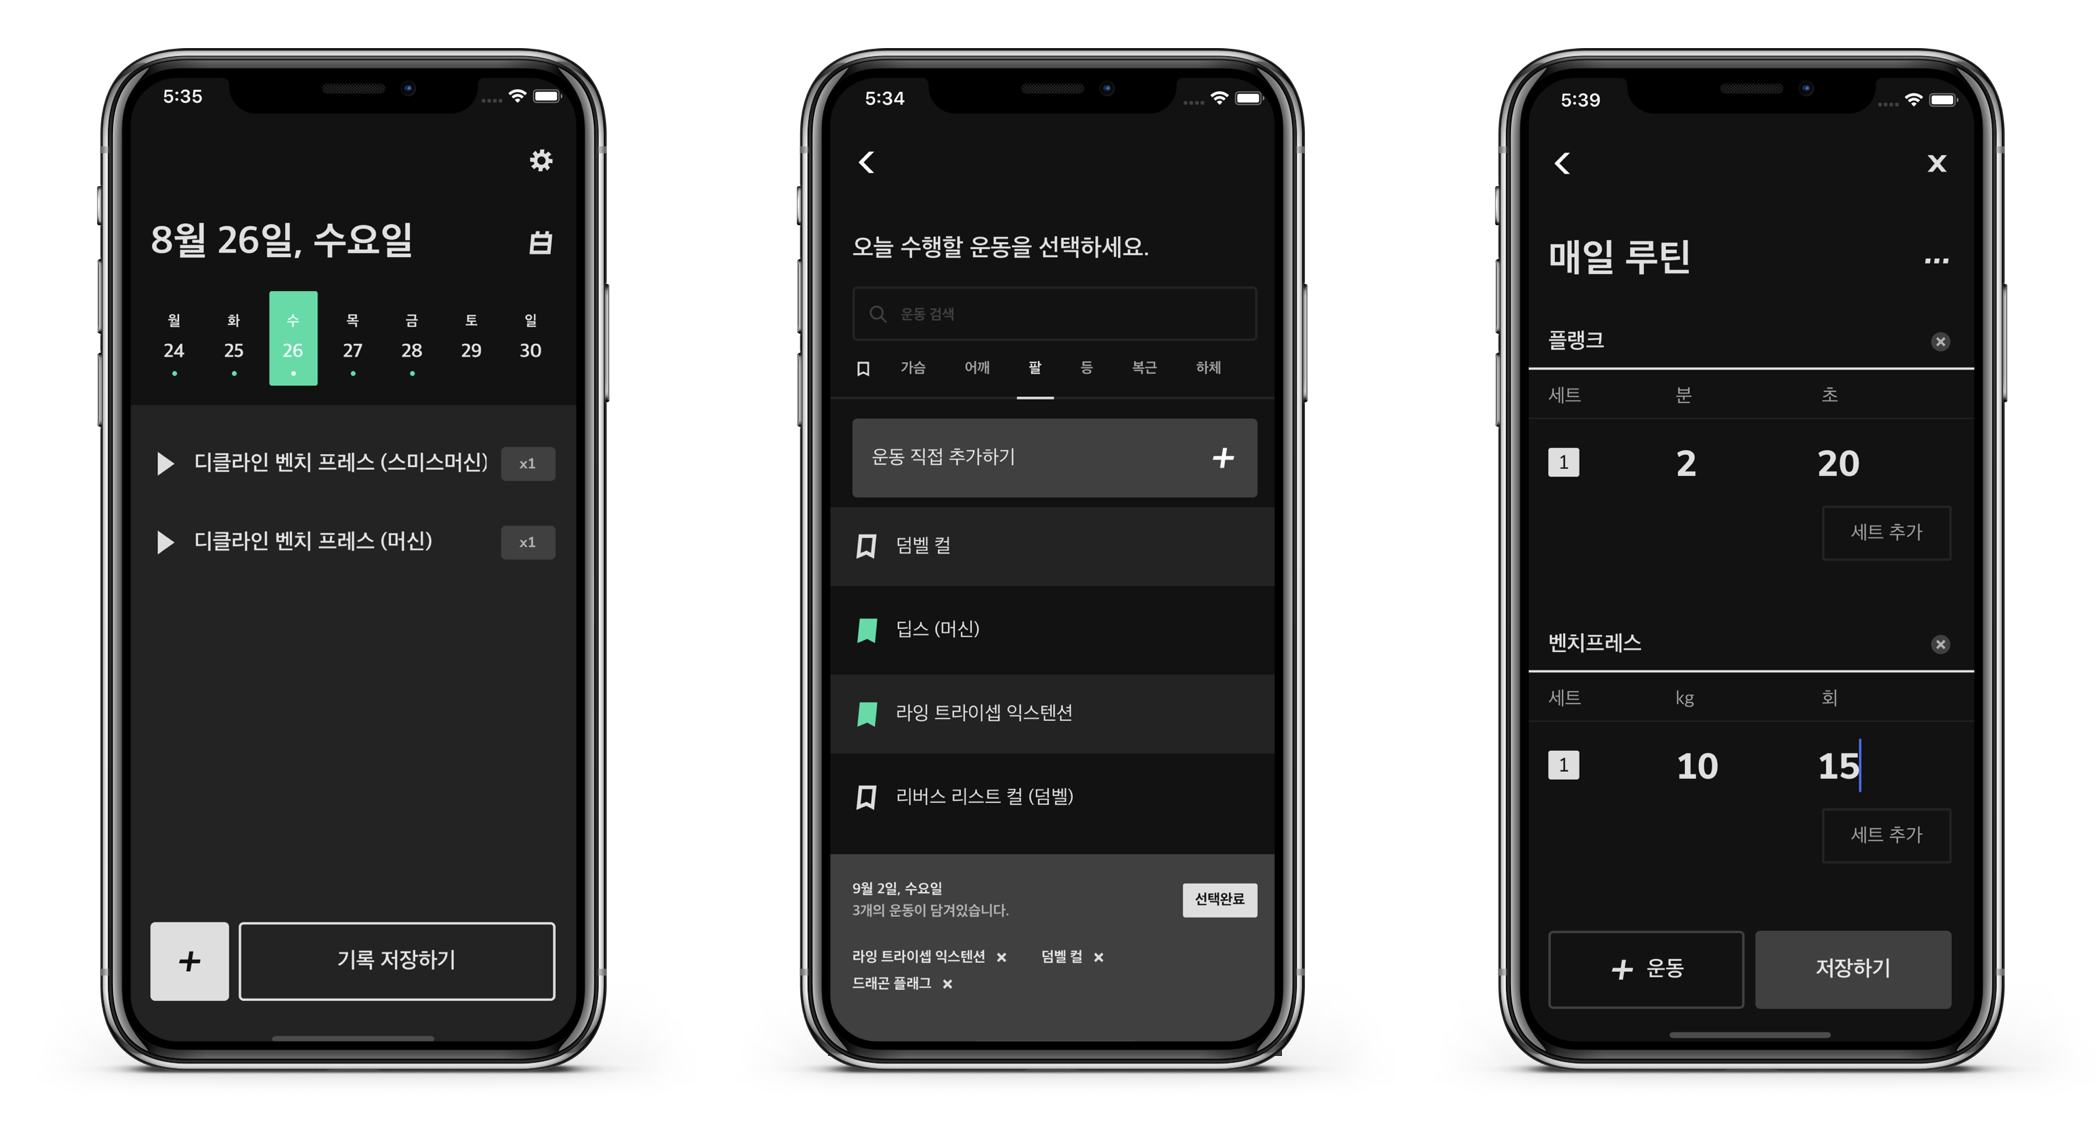 5:35
8월 26일, 수요일
월 화 수 목 금 토 일
24 25 26 27 28 29 30
디클라인 벤치 프레스 (스미스머신) x1
디클라인 벤치 프레스 (머신) x1
+ 기록 저장하기
5:34
오늘 수행할 운동을 선택하세요.
운동 검색
가슴 어깨 팔 등 복근 하체
운동 직접 추가하기 +
덤벨 컬
딥스 (머신)
라잉 트라이셉 익스텐션
리버스 리스트 컬 (덤벨)
9월 2일, 수요일
3개의 운동이 담겨있습니다.
선택완료
라잉 트라이셉 익스텐션 × 덤벨 컬 ×
드래곤 플래그 ×
5:39
X
매일 루틴 ...
플랭크
세트 분 초
1 2 20
세트 추가
벤치프레스
세트 kg 회
1 10 15
세트 추가
+ 운동 저장하기